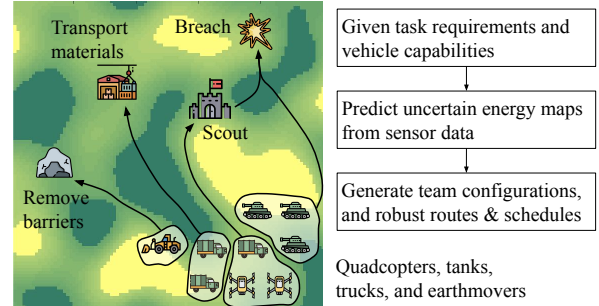 Transport
materials
Breach
Scout
Remove
barriers
Given task requirements and
vehicle capabilities
Predict uncertain energy maps
from sensor data
Generate team configurations,
and robust routes & schedules
Quadcopters, tanks,
trucks, and earthmovers